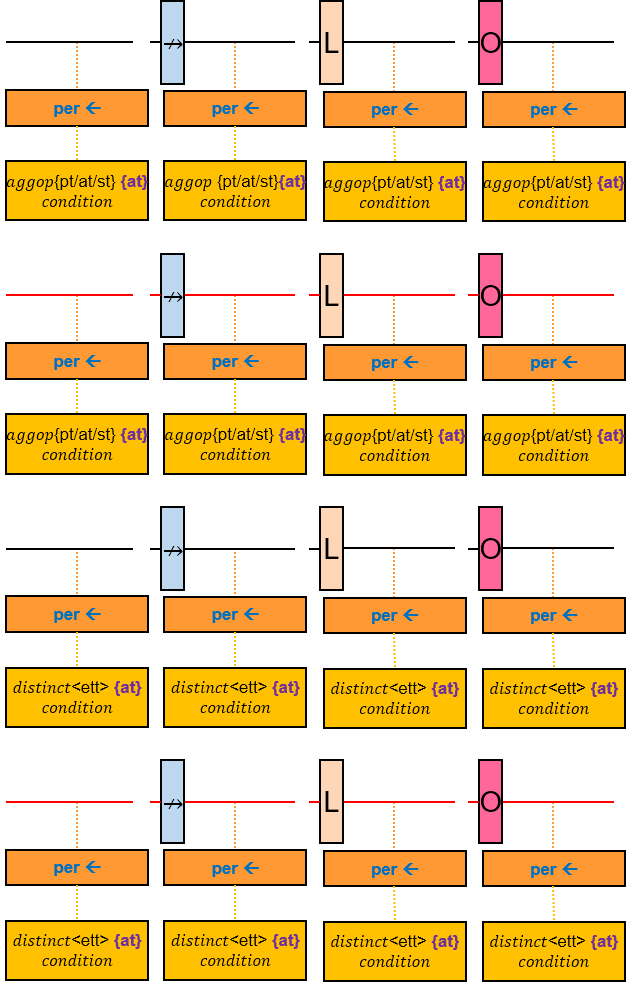 ↛ L O
per ← per ← per ← per ←
aggop{pt/at/st} {at} aggop {pt/at/st}{at} aggop{pt/at/st} {at} aggop{pt/at/st} {at}
condition condition condition condition
↛ L O
per ← per ← per ← per ←
aggop{pt/at/st} {at} aggop{pt/at/st} {at} aggop{pt/at/st} {at} aggop{pt/at/st} {at}
condition condition condition condition
↛ L O
per ← per ← per ← per ←
distinct<ett> {at} distinct<ett> {at} distinct<ett> {at} distinct<ett> {at}
condition condition condition condition
↛ L O
per ← per ← per ← per ←
distinct<ett> {at} distinct<ett> {at} distinct<ett> {at} distinct<ett> {at}
condition condition condition condition